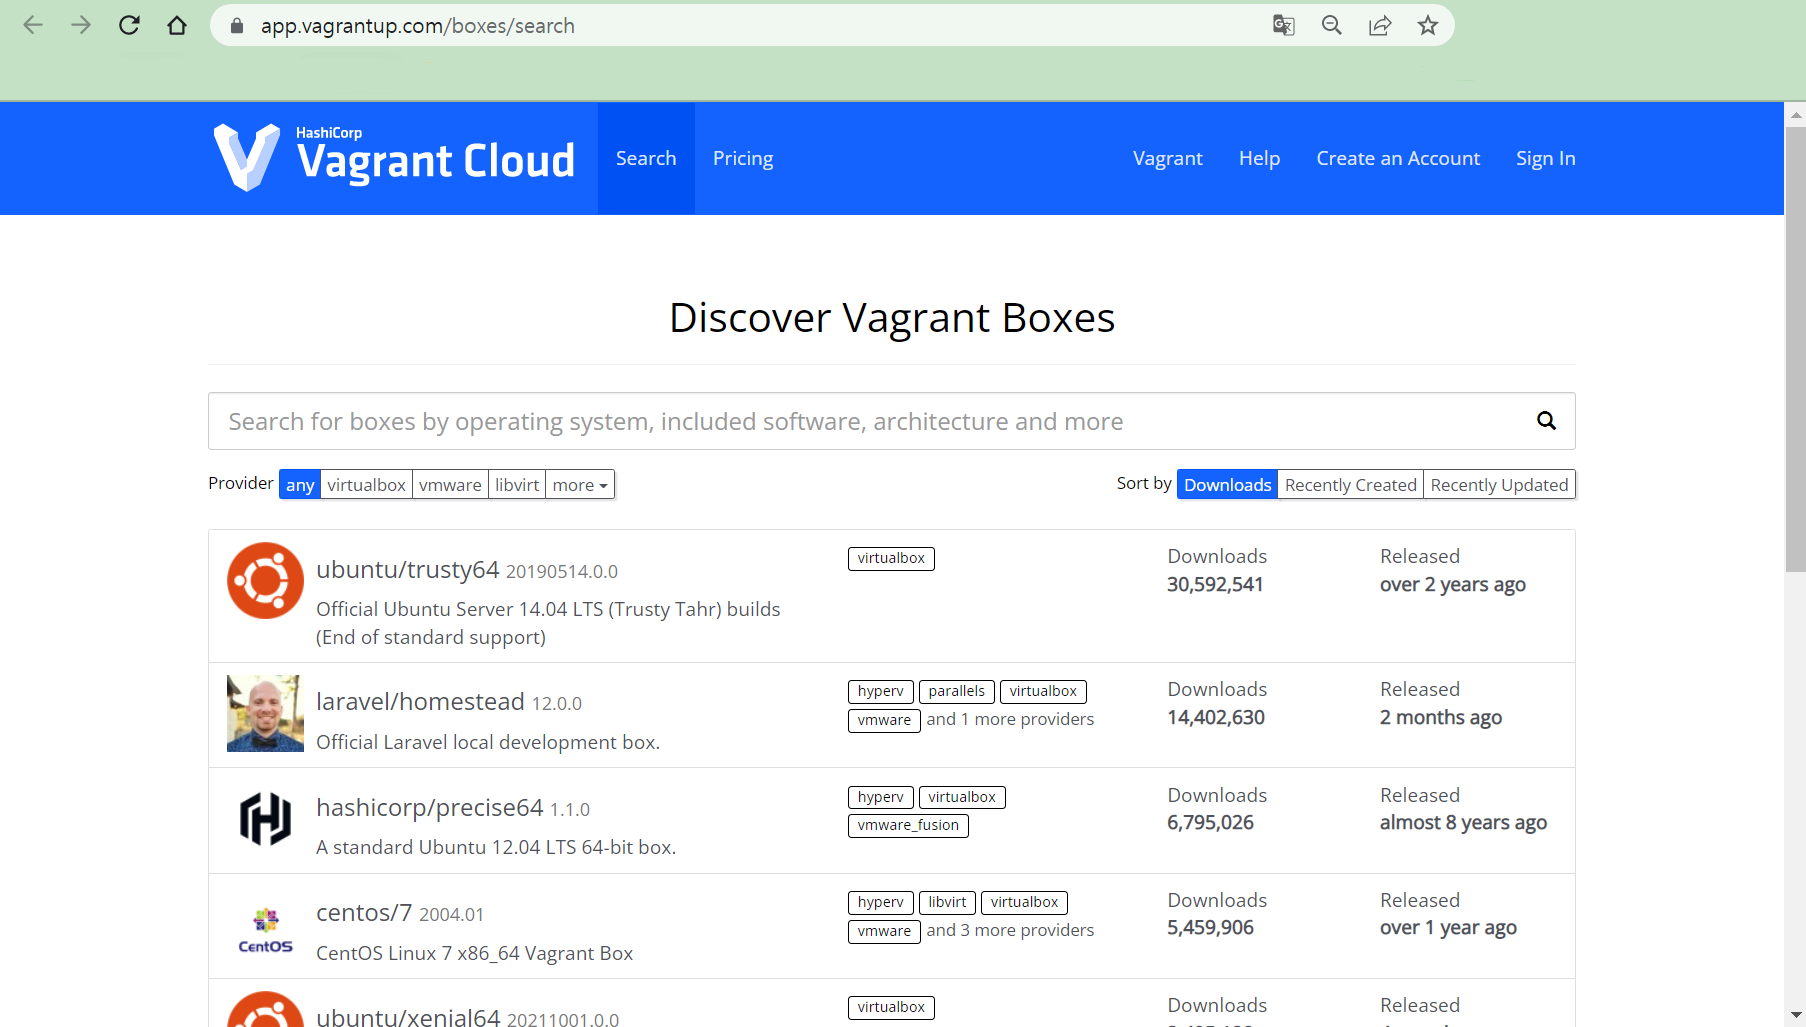 app.vagrantup.com/boxes/search
HashiCorp
Vagrant Cloud
Search
Pricing
Vagrant
Help
Create an Account
Sign In
Discover Vagrant Boxes
Search for boxes by operating system, included software, architecture and more
Provider any virtualbox vmware libvirt more
Sort by Downloads Recently Created Recently Updated
ubuntu/trusty64 20190514.0.0
Official Ubuntu Server 14.04 LTS (Trusty Tahr) builds
(End of standard support)
virtualbox
Downloads
30,592,541
Released
over 2 years ago
laravel/homestead 12.0.0
Official Laravel local development box.
hyperv parallels virtualbox
vmware and 1 more providers
Downloads
14,402,630
Released
2 months ago
hashicorp/precise64 1.1.0
A standard Ubuntu 12.04 LTS 64-bit box.
hyperv virtualbox
vmware_fusion
Downloads
6,795,026
Released
almost 8 years ago
CentOS
centos/7 2004.01
CentOS Linux 7 x86_64 Vagrant Box
hyperv libvirt virtualbox
vmware and 3 more providers
Downloads
5,459,906
Released
over 1 year ago
ubuntu/xenial64 20211001.0.0
virtualbox
Downloads
Released